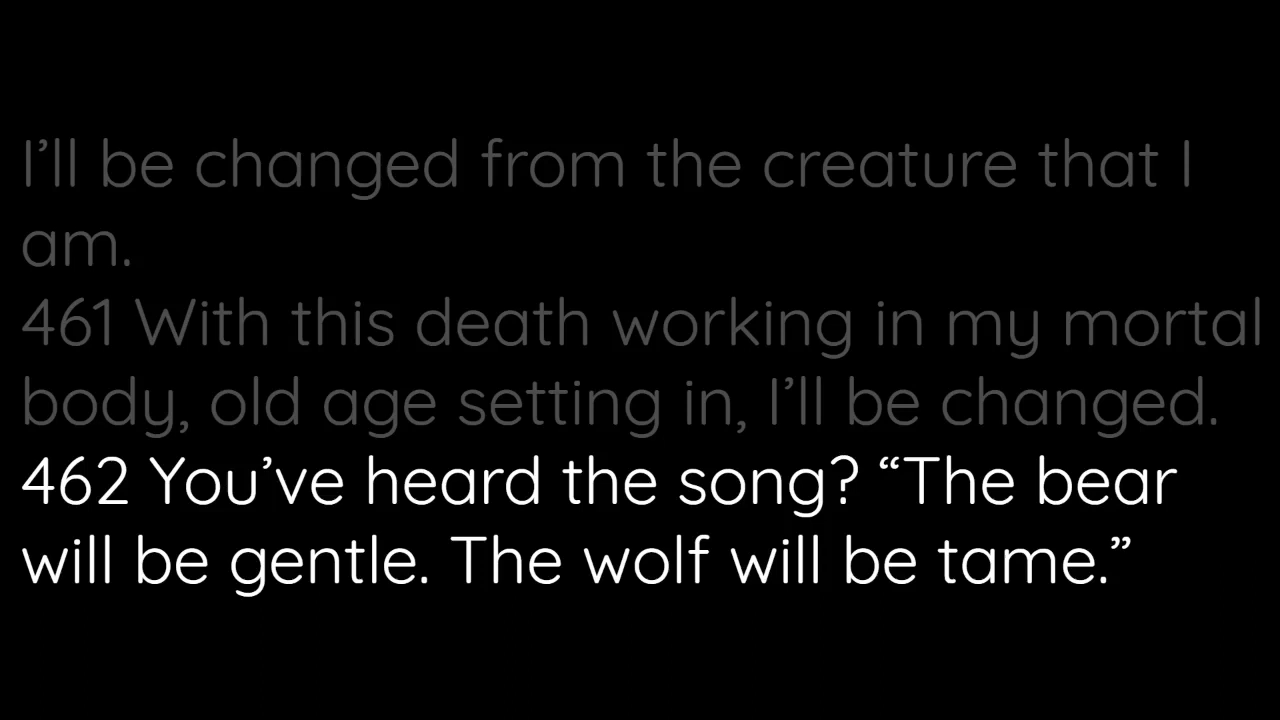 I’ll be changed from the creature that I
am.
461 With this death working in my mortal
body, old age setting in, I’ll be changed.
462 You’ve heard the song? “The bear
will be gentle. The wolf will be tame.”